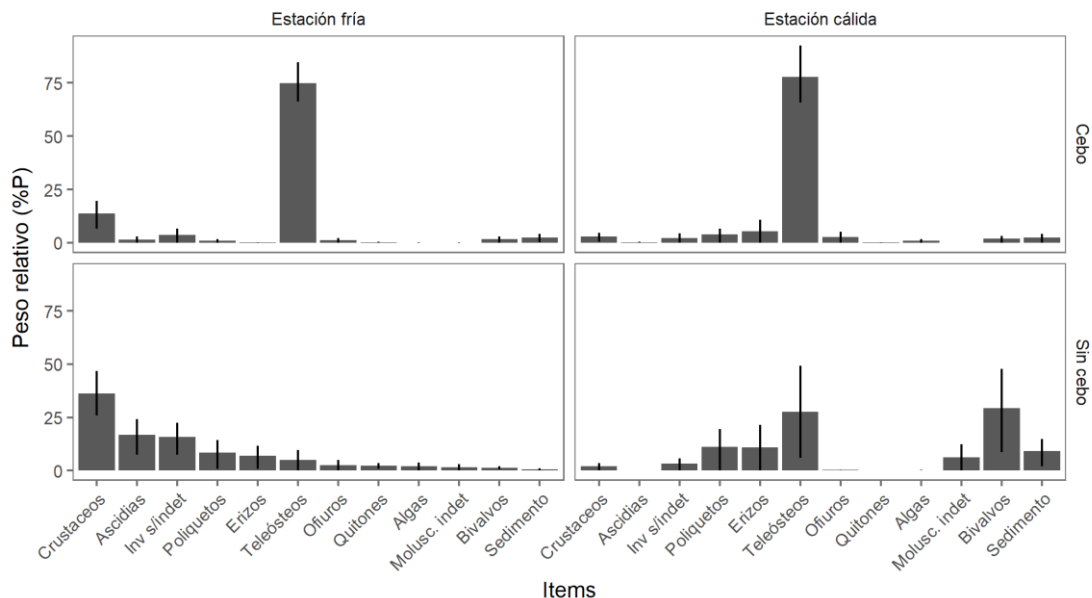 Estación fría
Estación cálida
Peso relativo (%P)
75
50
25
0
Cebo
75
50
25
0
Sin cebo
Crustaceos Ascidias Inv s/indet Poliquetos Erizos Teleósteos Ofiuros Quitones Algas Molusc. indet Bivalvos Sedimento
Crustaceos Ascidias Inv s/indet Poliquetos Erizos Teleósteos Ofiuros Quitones Algas Molusc. indet Bivalvos Sedimento
Items